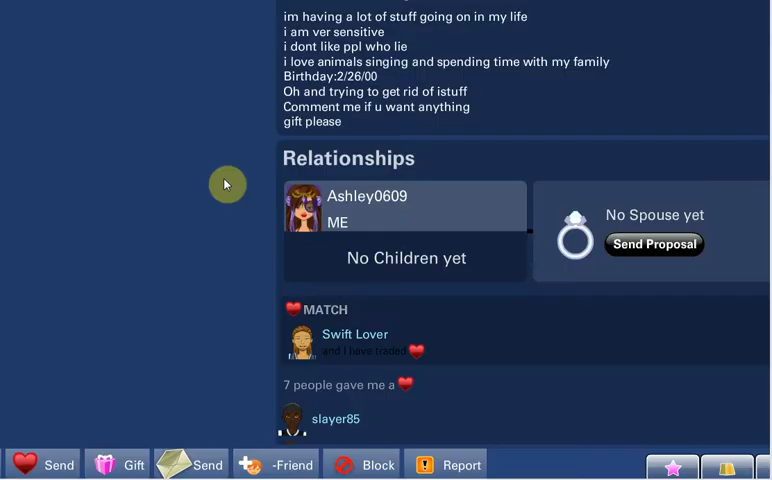 im having a lot of stuff going on in my life
i am ver sensitive
i dont like ppl who lie
i love animals singing and spending time with my family
Birthday:2/26/00
Oh and trying to get rid of istuff
Comment me if u want anything
gift please
Relationships
Ashley0609
ME
No Children yet
No Spouse yet
Send Proposal
MATCH
Swift Lover
and I have traded
7 people gave me a
slayer85
Send Gift Send -Friend Block Report